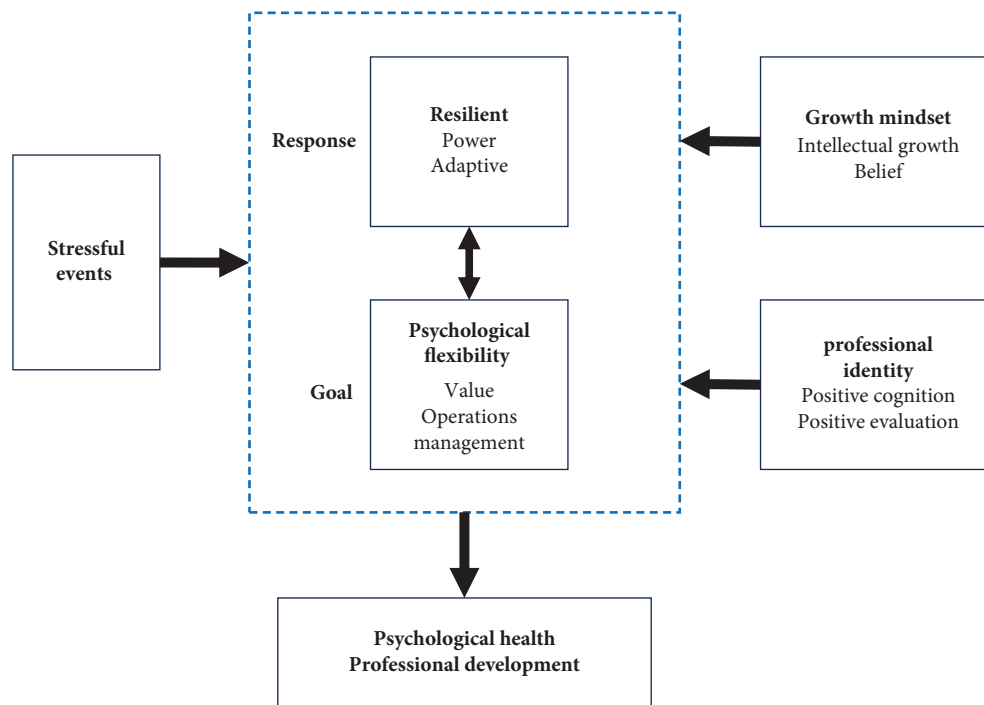 Stressful
events
Response
Resilient
Power
Adaptive
Goal
Psychological
flexibility
Value
Operations
management
Growth mindset
Intellectual growth
Belief
professional
identity
Positive cognition
Positive evaluation
Psychological health
Professional development